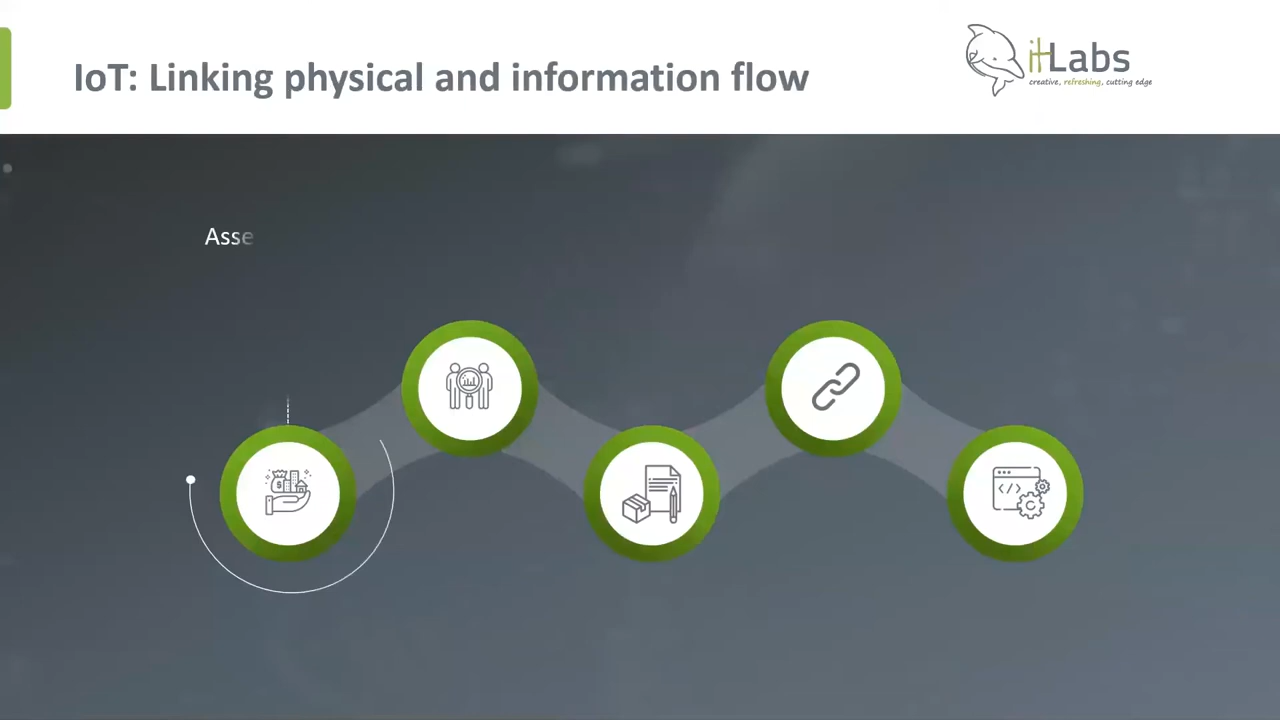 IoT: Linking physical and information flow
itLabs
creative, refreshing, cutting edge
Asse